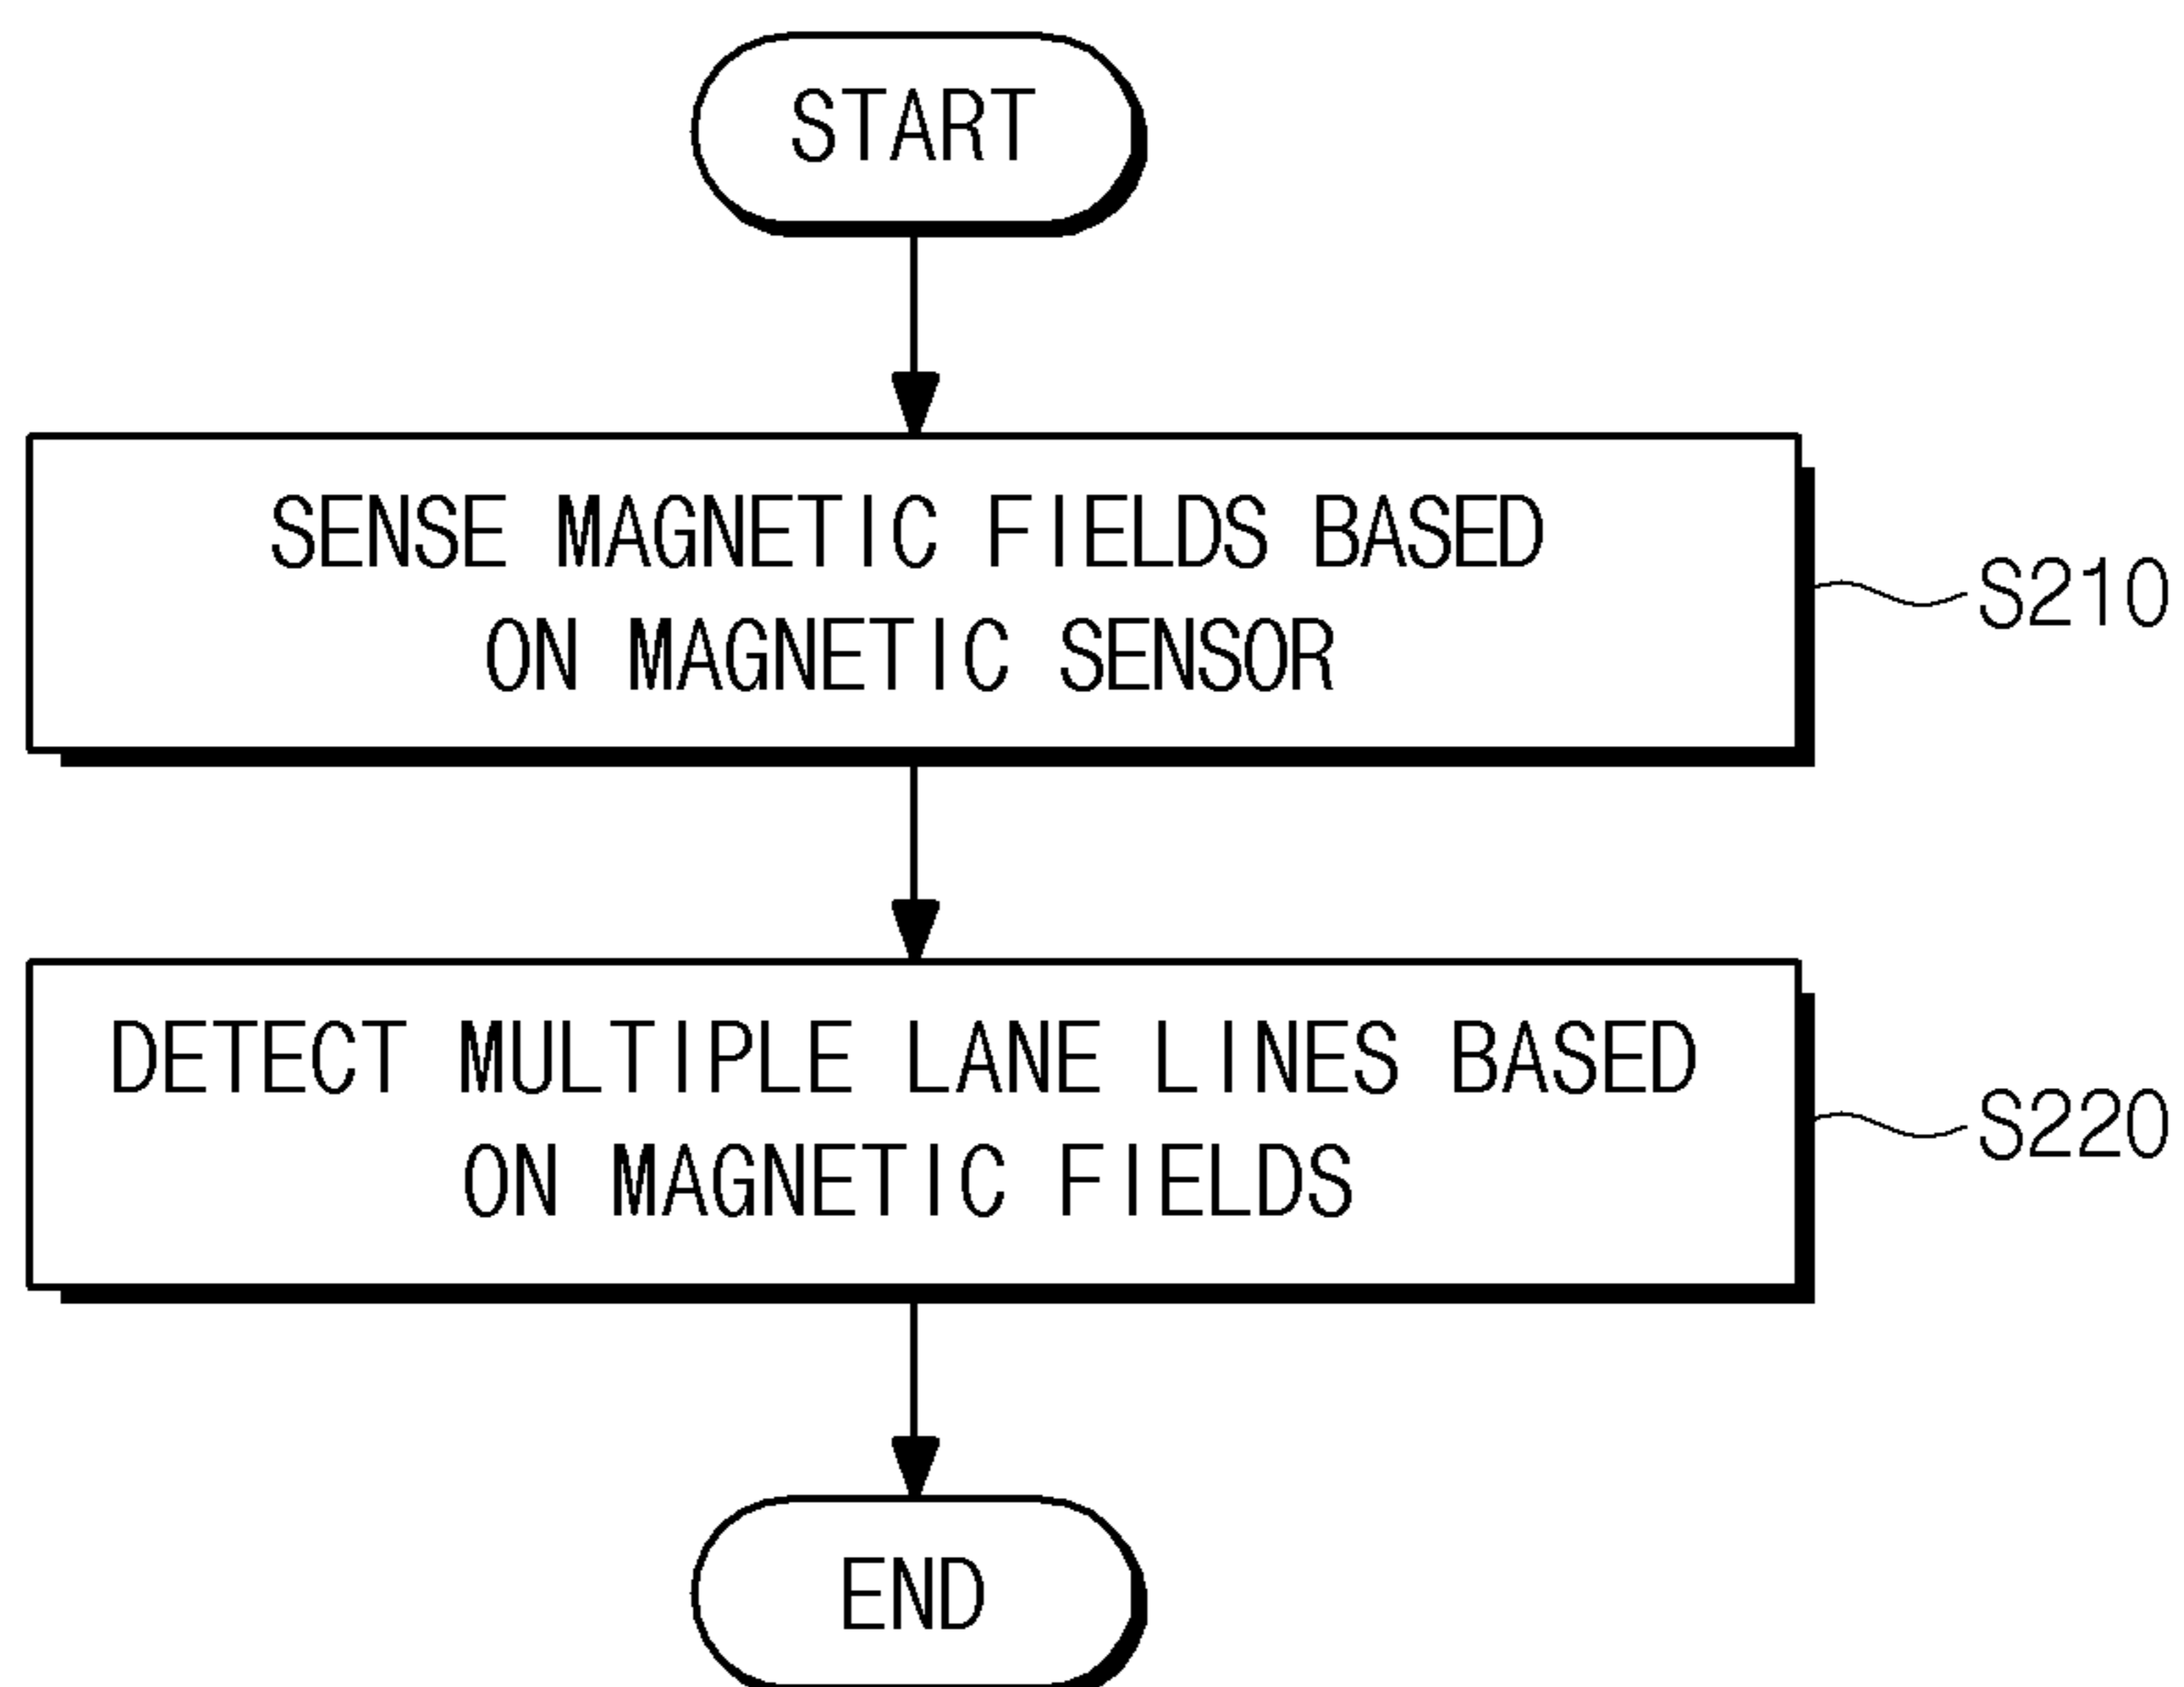 START
SENSE MAGNETIC FIELDS BASED
ON MAGNETIC SENSOR
S210
DETECT MULTIPLE LANE LINES BASED
ON MAGNETIC FIELDS
S220
END